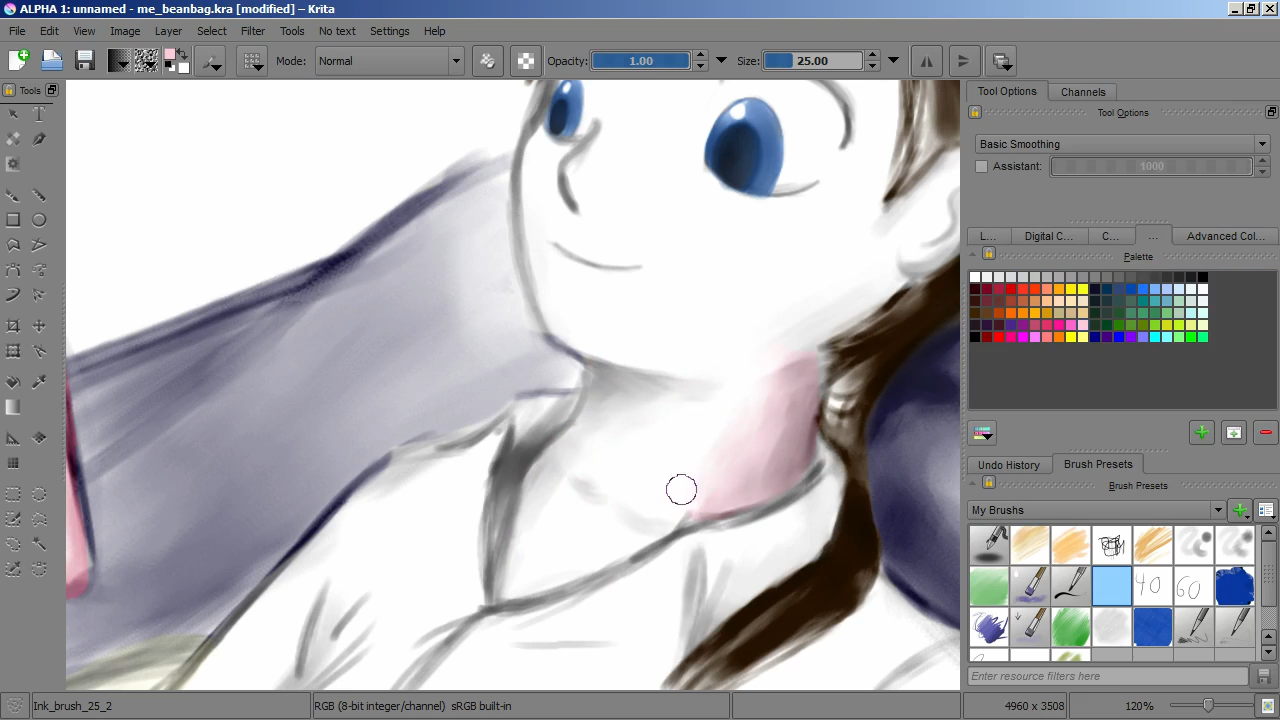 ALPHA 1: unnamed - me_beanbag.kra [modified] – Krita
File Edit View Image Layer Select Filter Tools No text Settings Help
Mode: Normal Opacity: 1.00 Size: 25.00
Tools
Tool Options Channels
Tool Options
Basic Smoothing
Assistant: 1000
L... Digital C... C... ... Advanced Col...
Palette
Undo History Brush Presets
Brush Presets
My Brushs
40 60
Enter resource filters here
Ink_brush_25_2 RGB (8-bit integer/channel) sRGB built-in 4960 x 3508 120%